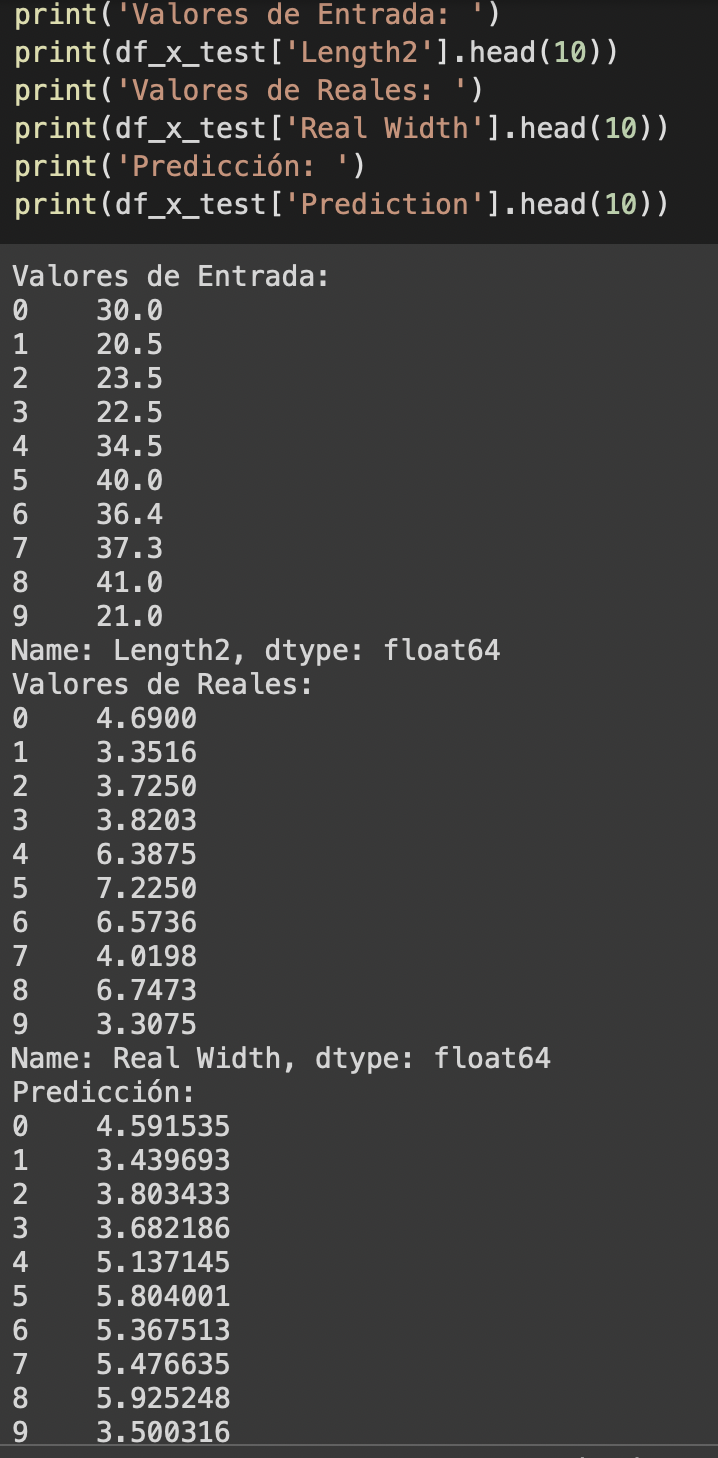 print('Valores de Entrada: ')
print(df_x_test['Length2'].head(10))
print('Valores de Reales: ')
print(df_x_test['Real Width'].head(10))
print('Predicción: ')
print(df_x_test['Prediction'].head(10))
Valores de Entrada:
0    30.0
1    20.5
2    23.5
3    22.5
4    34.5
5    40.0
6    36.4
7    37.3
8    41.0
9    21.0
Name: Length2, dtype: float64
Valores de Reales:
0    4.6900
1    3.3516
2    3.7250
3    3.8203
4    6.3875
5    7.2250
6    6.5736
7    4.0198
8    6.7473
9    3.3075
Name: Real Width, dtype: float64
Predicción:
0    4.591535
1    3.439693
2    3.803433
3    3.682186
4    5.137145
5    5.804001
6    5.367513
7    5.476635
8    5.925248
9    3.500316